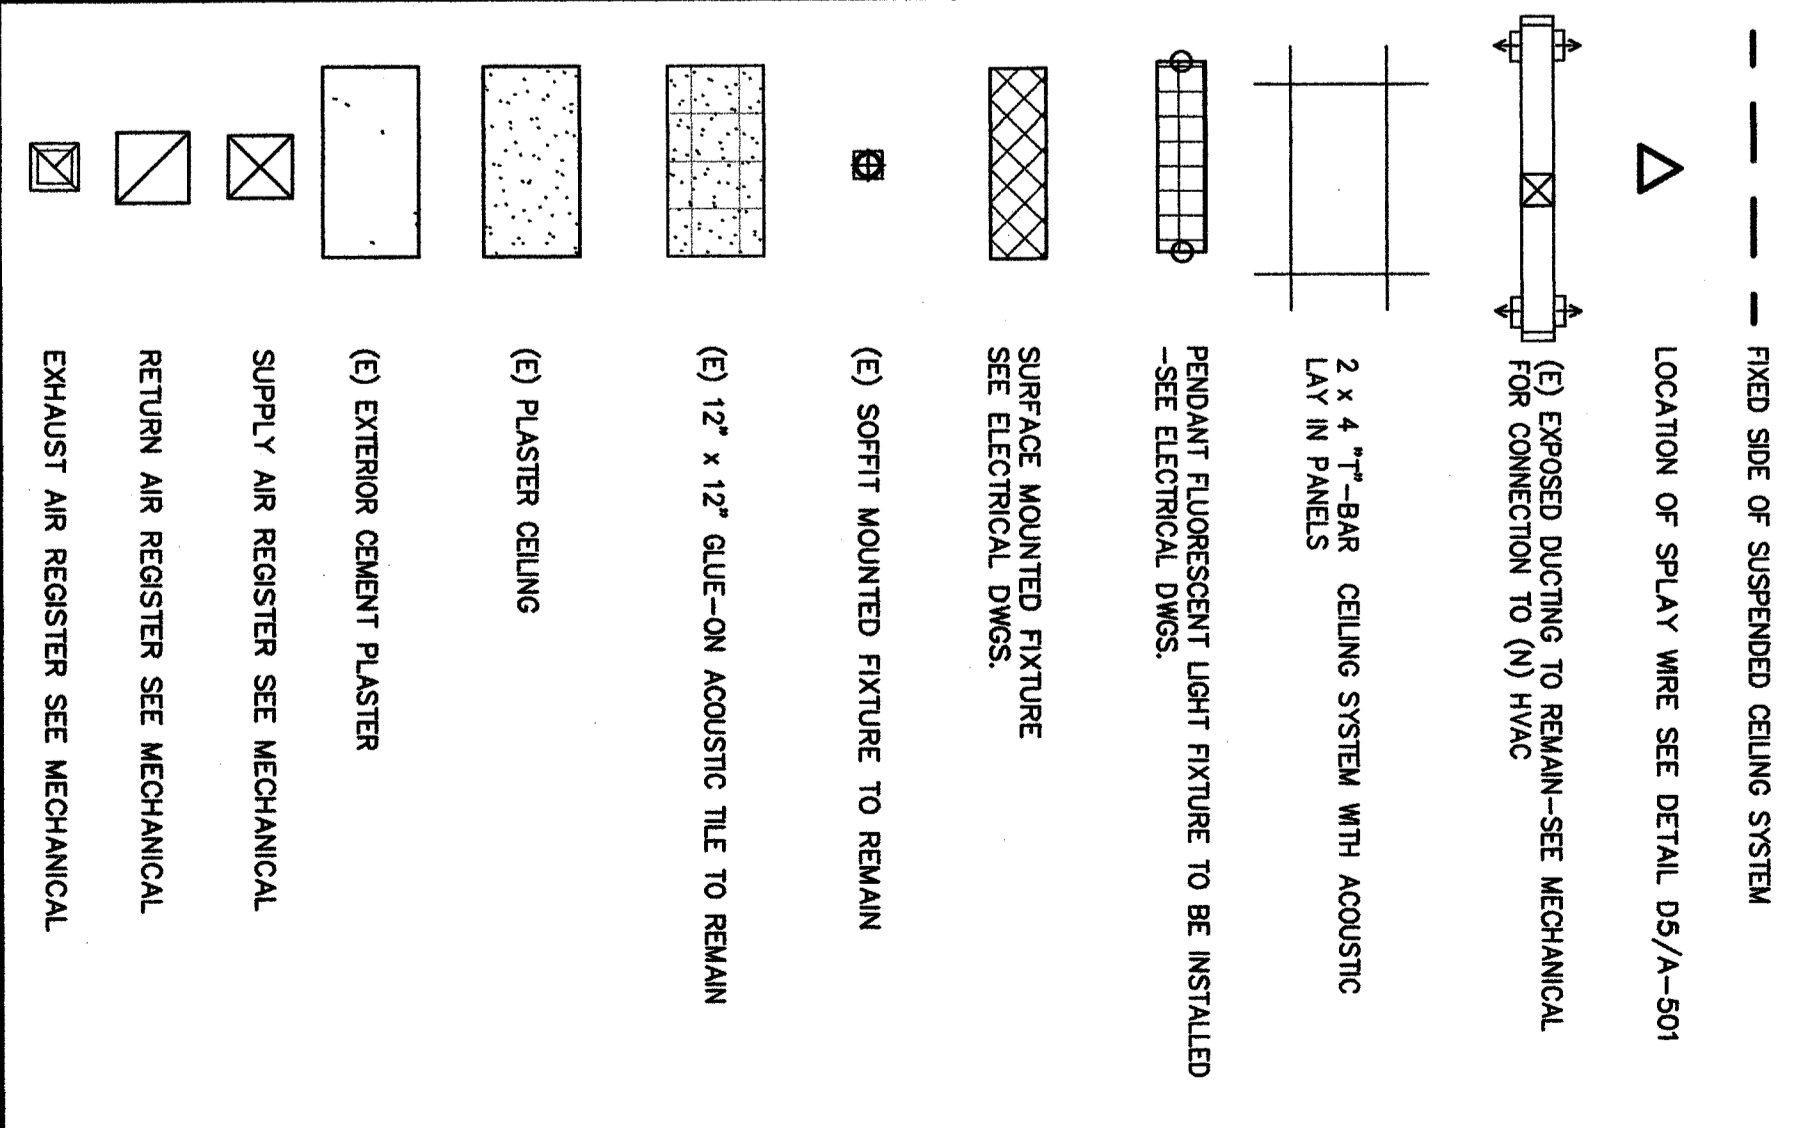 FIXED SIDE OF SUSPENDED CEILING SYSTEM
LOCATION OF SPLAY WIRE SEE DETAIL D5/A-501
(E) EXPOSED DUCTING TO REMAIN-SEE MECHANICAL
FOR CONNECTION TO (N) HVAC
2 x 4 "T"-BAR CEILING SYSTEM WITH ACOUSTIC
LAY IN PANELS
PENDANT FLUORESCENT LIGHT FIXTURE TO BE INSTALLED
-SEE ELECTRICAL DWGS.
SURFACE MOUNTED FIXTURE
SEE ELECTRICAL DWGS.
(E) SOFFIT MOUNTED FIXTURE TO REMAIN
(E) 12" x 12" GLUE-ON ACOUSTIC TILE TO REMAIN
(E) PLASTER CEILING
(E) EXTERIOR CEMENT PLASTER
SUPPLY AIR REGISTER SEE MECHANICAL
RETURN AIR REGISTER SEE MECHANICAL
EXHAUST AIR REGISTER SEE MECHANICAL